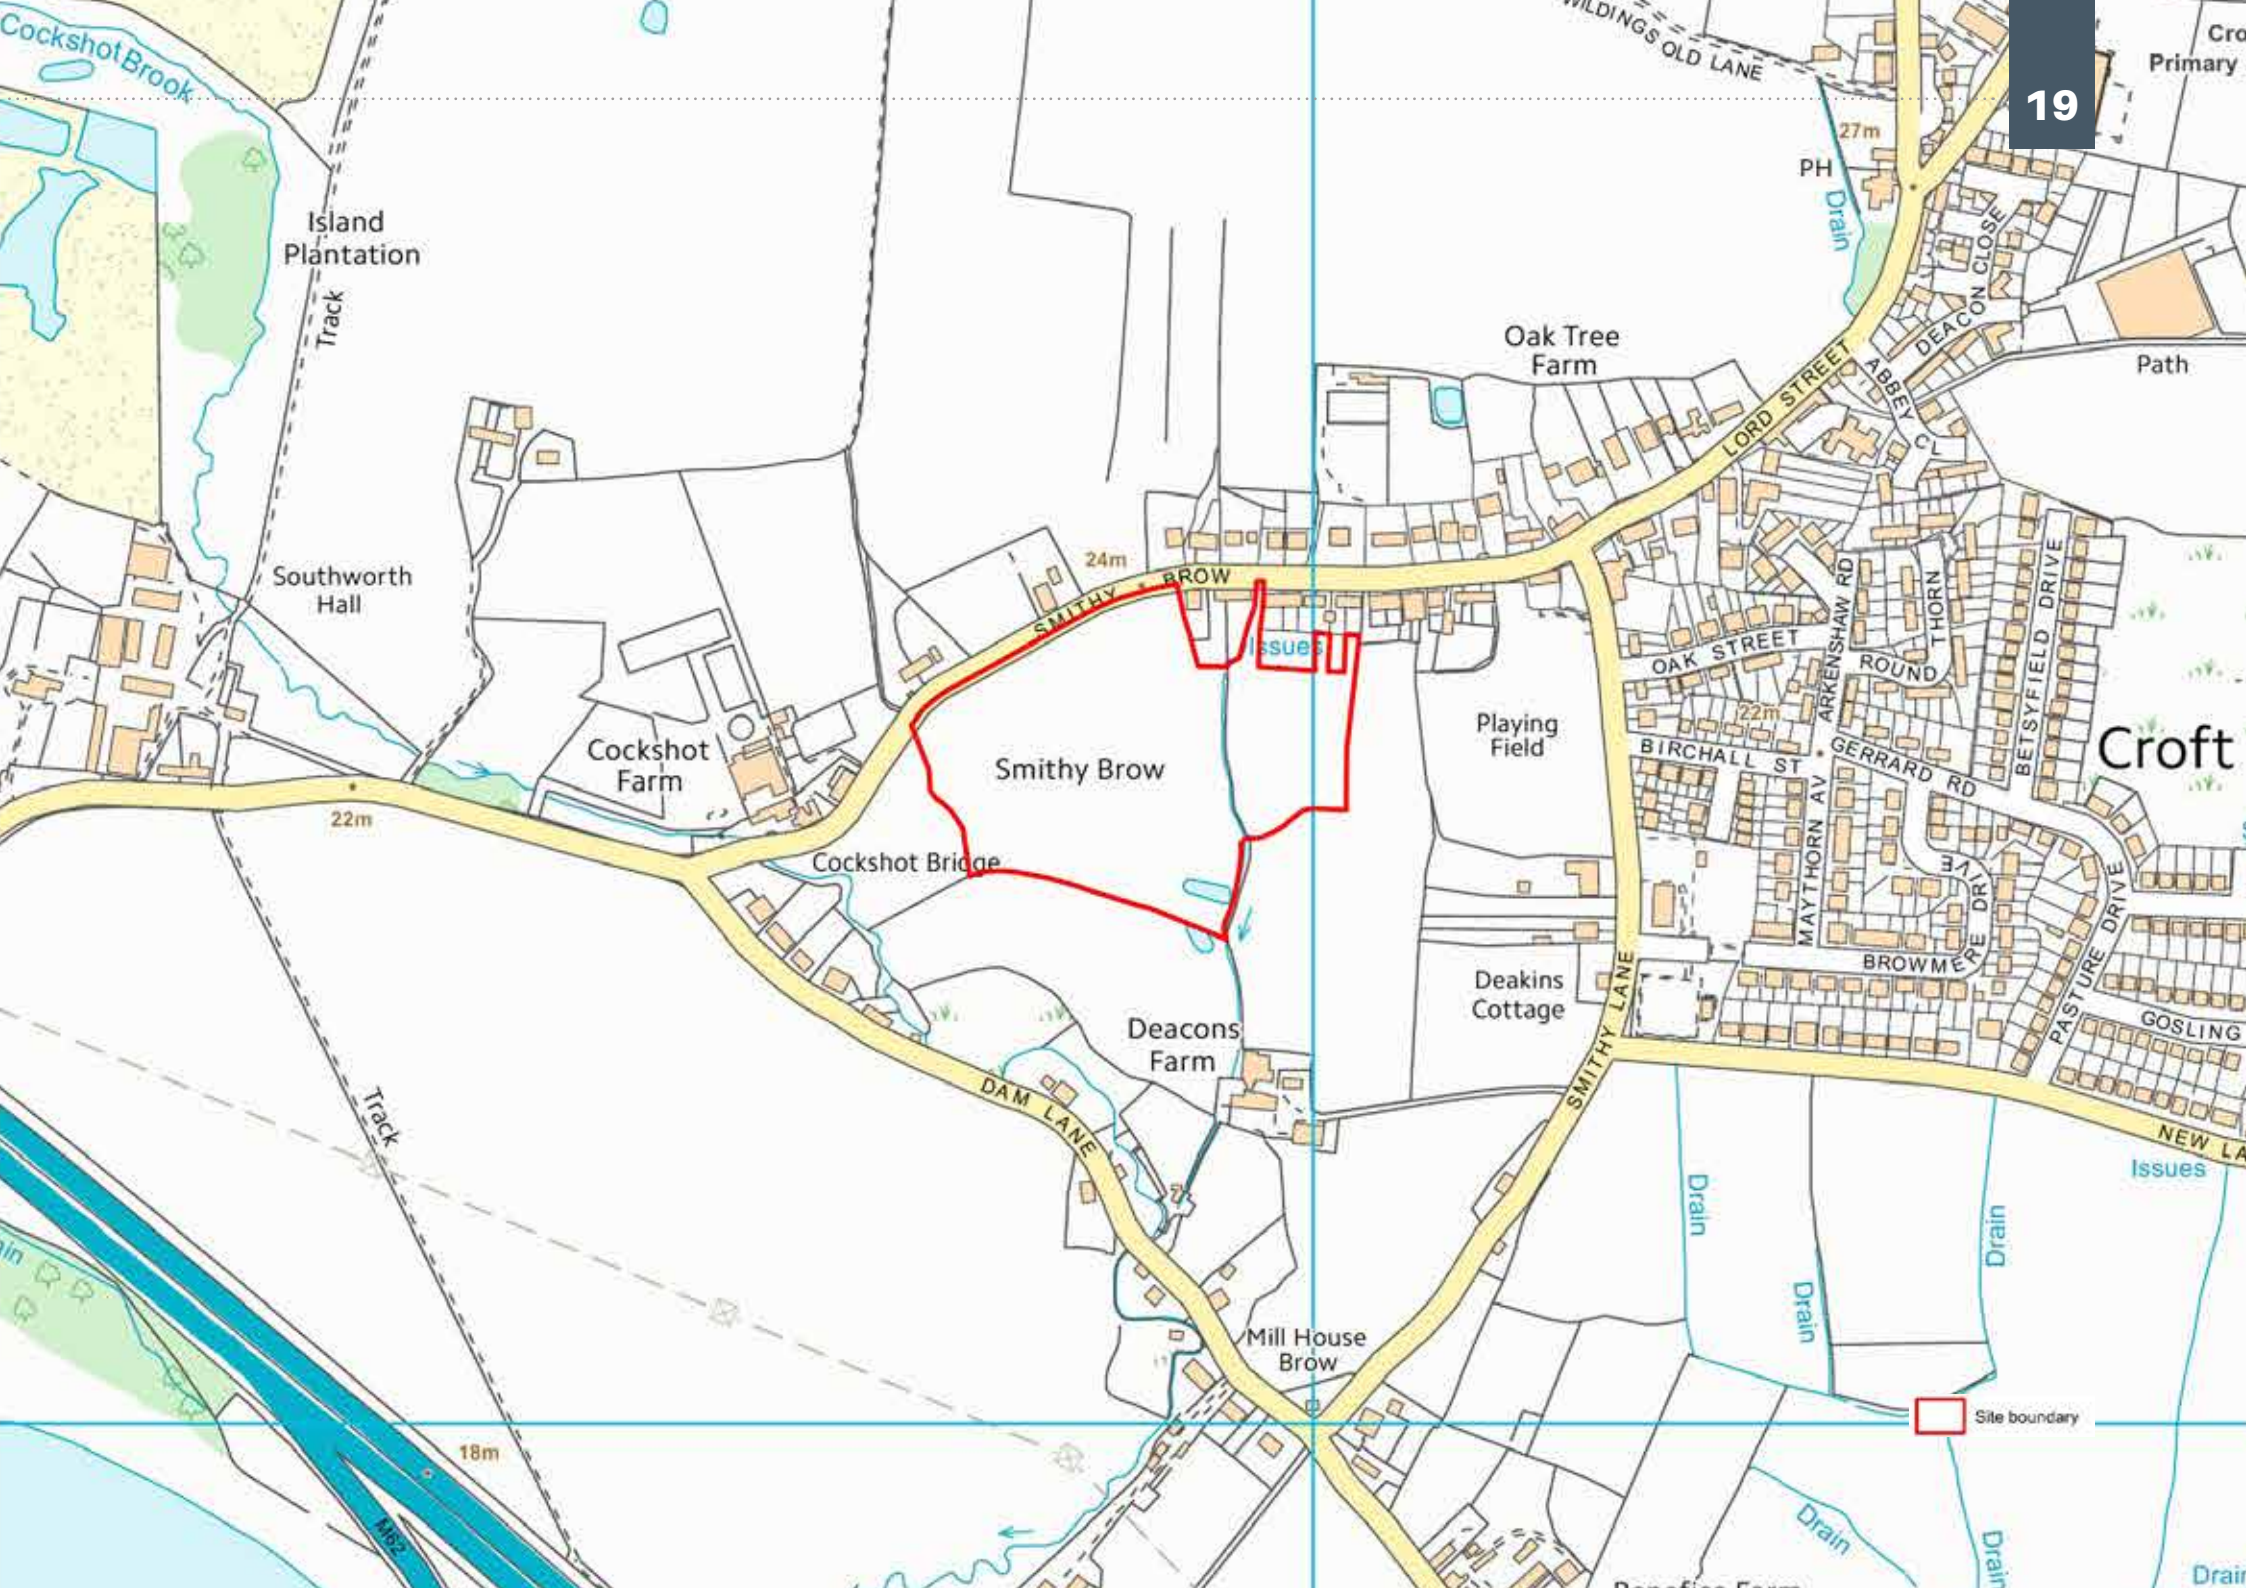 Cockshot Brook
WILDINGS OLD LANE
Cro
Primary
19
27m
PH
Drain
Island
Plantation
Track
DEACON CLOSE
Oak Tree
Farm
LORD STREET
ABBEY CL
Path
24m
SMITHY BROW
Southworth
Hall
Issues
OAK STREET
ARKENSHAW RD
ROUND
THORN
BETSYFIELD DRIVE
22m
BIRCHALL ST
GERRARD RD
Croft
Playing
Field
Smithy Brow
Cockshot
Farm
22m
Cockshot Bridge
MAYTHORN AV
BROWMERE DRIVE
PASTURE DRIVE
GOSLING
Deakins
Cottage
Deacons
Farm
SMITHY LANE
NEW LA
Issues
DAM LANE
Track
Drain
Drain
Drain
ain
Mill House
Brow
Site boundary
18m
M62
Drain
Drain
Drain